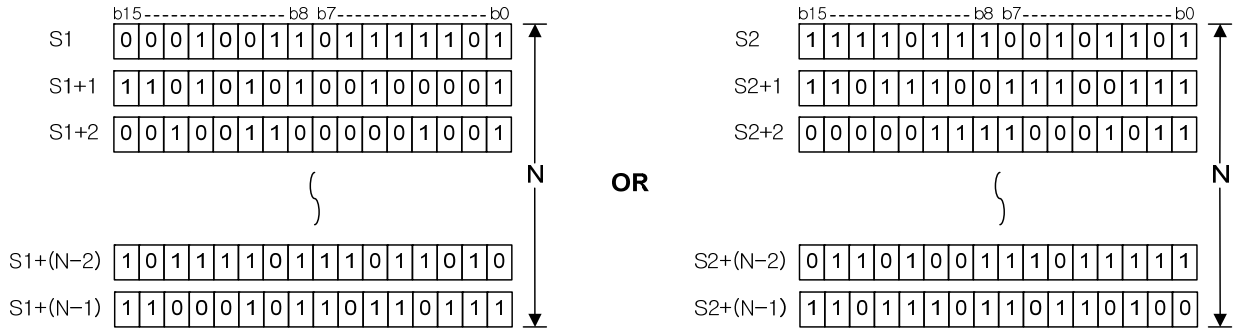 b15 b8 b7 b0
S1 0 0 0 1 0 0 1 1 0 1 1 1 1 1 0 1
S1+1 1 1 0 1 0 1 0 1 0 0 1 0 0 0 0 1
S1+2 0 0 1 0 0 1 1 0 0 0 0 0 1 0 0 1
S1+(N-2) 1 0 1 1 1 1 0 1 1 1 0 1 1 0 1 0
S1+(N-1) 1 1 0 0 0 1 0 1 1 0 1 1 0 1 1 1
N
OR
b15 b8 b7 b0
S2 1 1 1 1 0 1 1 1 0 0 1 0 1 1 0 1
S2+1 1 1 0 1 1 1 0 0 1 1 1 0 0 1 1 1
S2+2 0 0 0 0 0 1 1 1 1 0 0 0 1 0 1 1
S2+(N-2) 0 1 1 0 1 0 0 1 1 1 0 1 1 1 1 1
S2+(N-1) 1 1 0 1 1 1 0 1 1 0 1 1 0 1 0 0
N